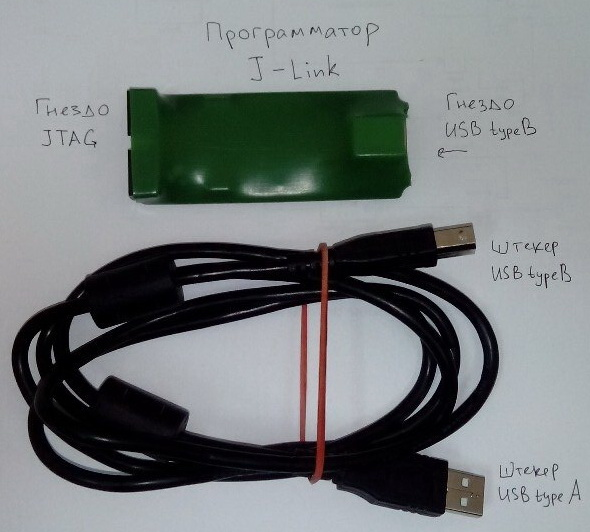 Программатор
J-Link
Гнездо
JTAG
Гнездо
USB typeB
Штекер
USB typeB
Штекер
USB type A